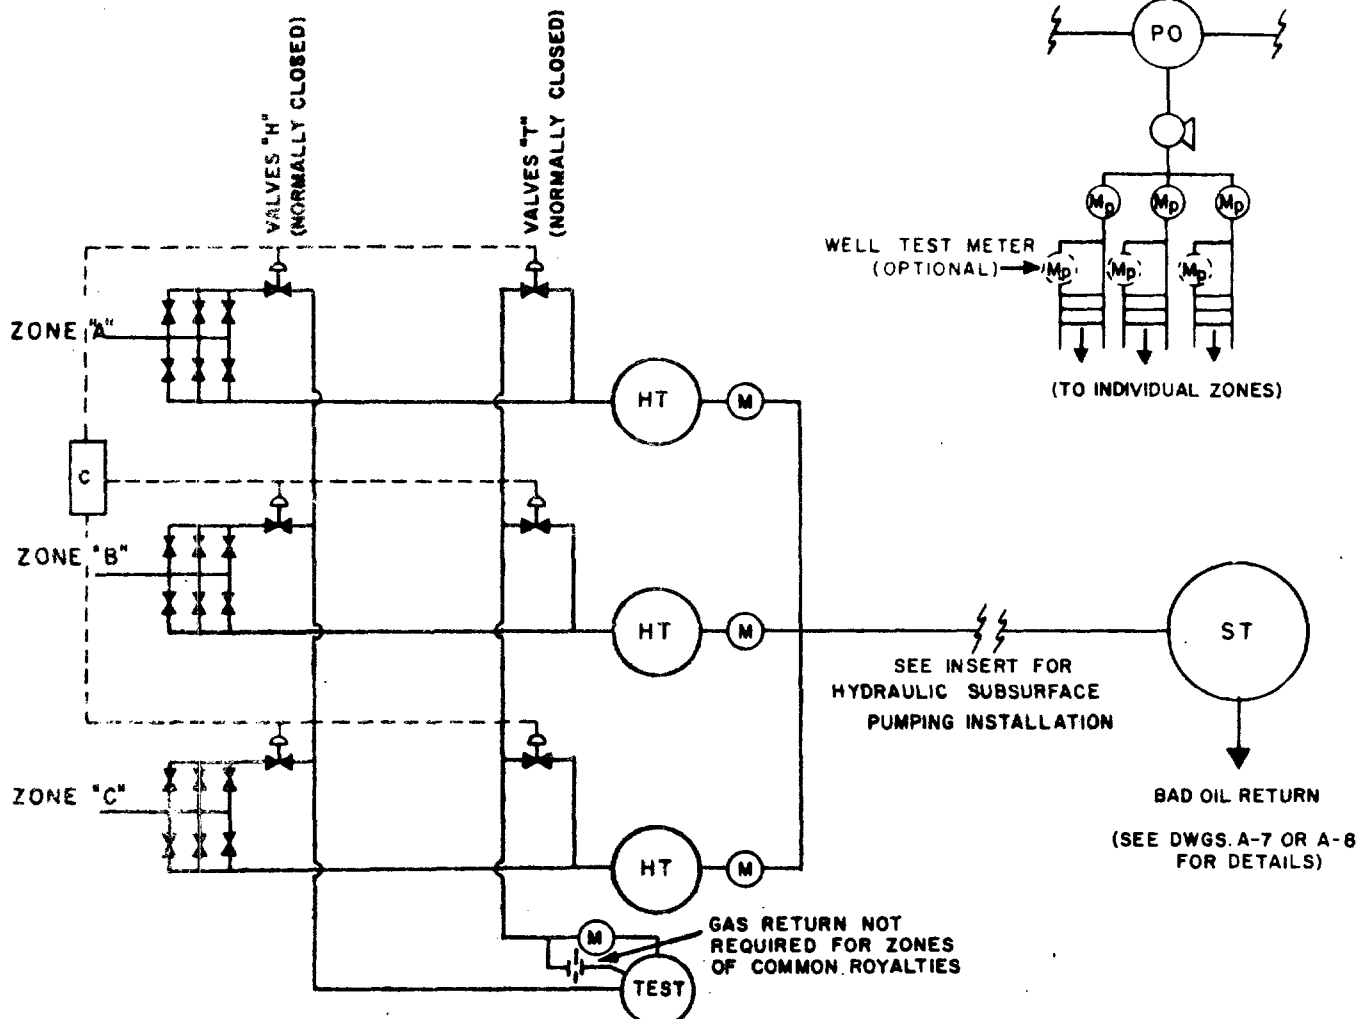 VALVES "H"
(NORMALLY CLOSED)
VALVES "T"
(NORMALLY CLOSED)
PO
Mp
Mp
Mp
WELL TEST METER
(OPTIONAL)
Mp
Mp
Mp
(TO INDIVIDUAL ZONES)
ZONE "A"
HT
M
C
ZONE "B"
HT
M
ST
SEE INSERT FOR
HYDRAULIC SUBSURFACE
PUMPING INSTALLATION
ZONE "C"
BAD OIL RETURN
(SEE DWGS. A-7 OR A-8
FOR DETAILS)
HT
M
M
GAS RETURN NOT
REQUIRED FOR ZONES
OF COMMON ROYALTIES
TEST